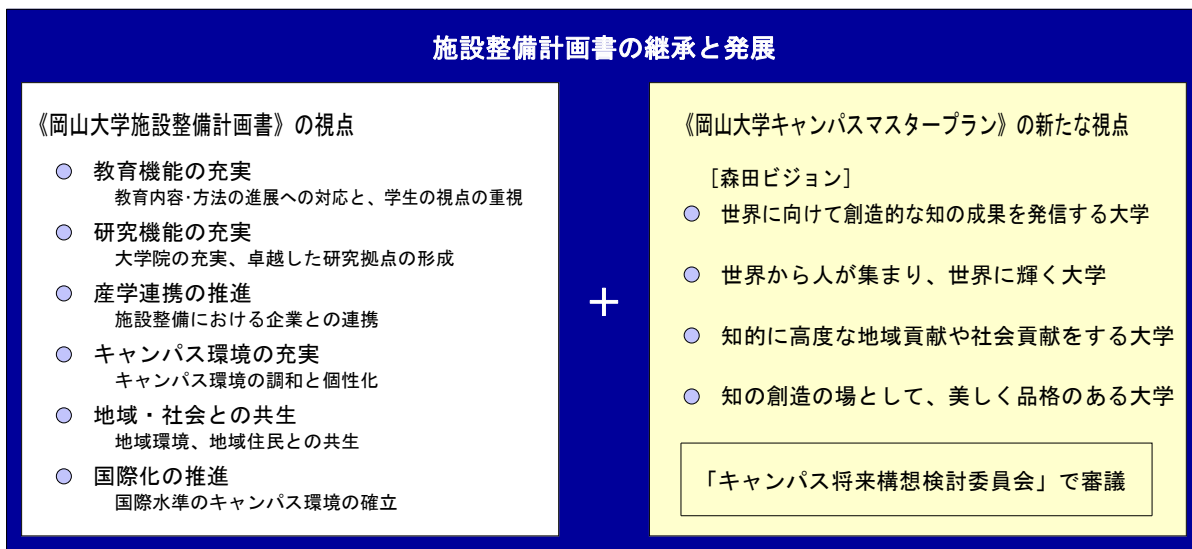 施設整備計画書の継承と発展
《岡山大学施設整備計画書》の視点
教育機能の充実
教育内容･方法の進展への対応と、学生の視点の重視
研究機能の充実
大学院の充実、卓越した研究拠点の形成
産学連携の推進
施設整備における企業との連携
キャンパス環境の充実
キャンパス環境の調和と個性化
地域・社会との共生
地域環境、地域住民との共生
国際化の推進
国際水準のキャンパス環境の確立
＋
《岡山大学キャンパスマスタープラン》の新たな視点
［森田ビジョン］
世界に向けて創造的な知の成果を発信する大学
世界から人が集まり、世界に輝く大学
知的に高度な地域貢献や社会貢献をする大学
知の創造の場として、美しく品格のある大学
「キャンパス将来構想検討委員会」で審議